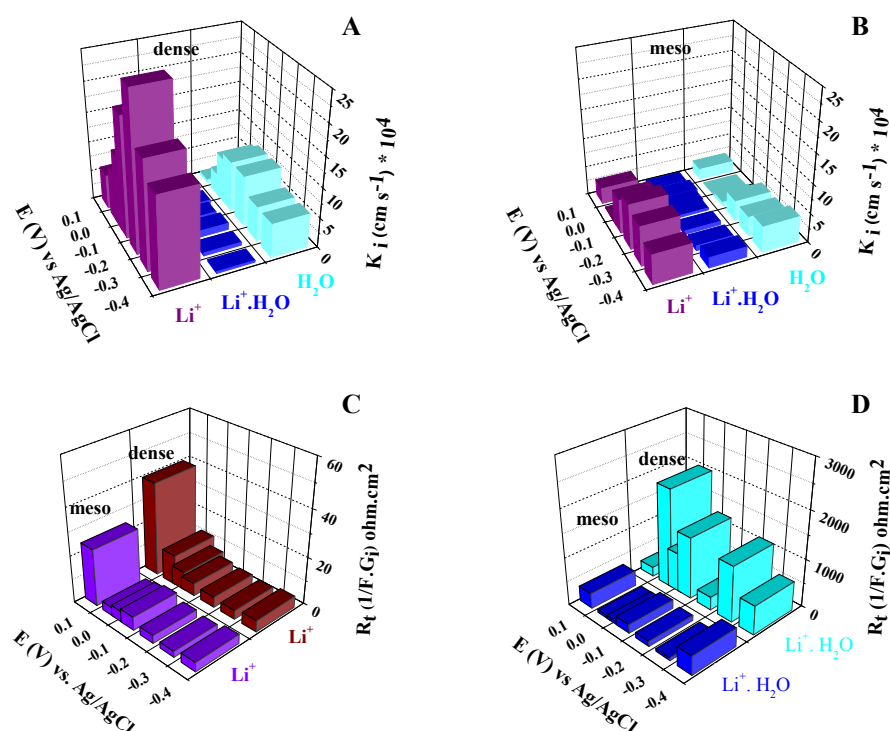 A
dense
25
20
15
10
5
0
K i (cm s⁻¹) * 10⁴
0.1
0.0
-0.1
-0.2
-0.3
-0.4
E (V) vs Ag/AgCl
Li⁺
Li⁺.H₂O
H₂O
B
meso
25
20
15
10
5
0
K i (cm s⁻¹) * 10⁴
0.1
0.0
-0.1
-0.2
-0.3
-0.4
E (V) vs Ag/AgCl
Li⁺
Li⁺.H₂O
H₂O
C
dense
meso
60
40
20
0
Rt (1/F.Gi) ohm.cm²
0.1
0.0
-0.1
-0.2
-0.3
-0.4
E (V) vs. Ag/AgCl
Li⁺
Li⁺
D
dense
meso
3000
2000
1000
0
Rt (1/F.Gi) ohm.cm²
0.1
0.0
-0.1
-0.2
-0.3
-0.4
E (V) vs Ag/AgCl
Li⁺. H₂O
Li⁺. H₂O